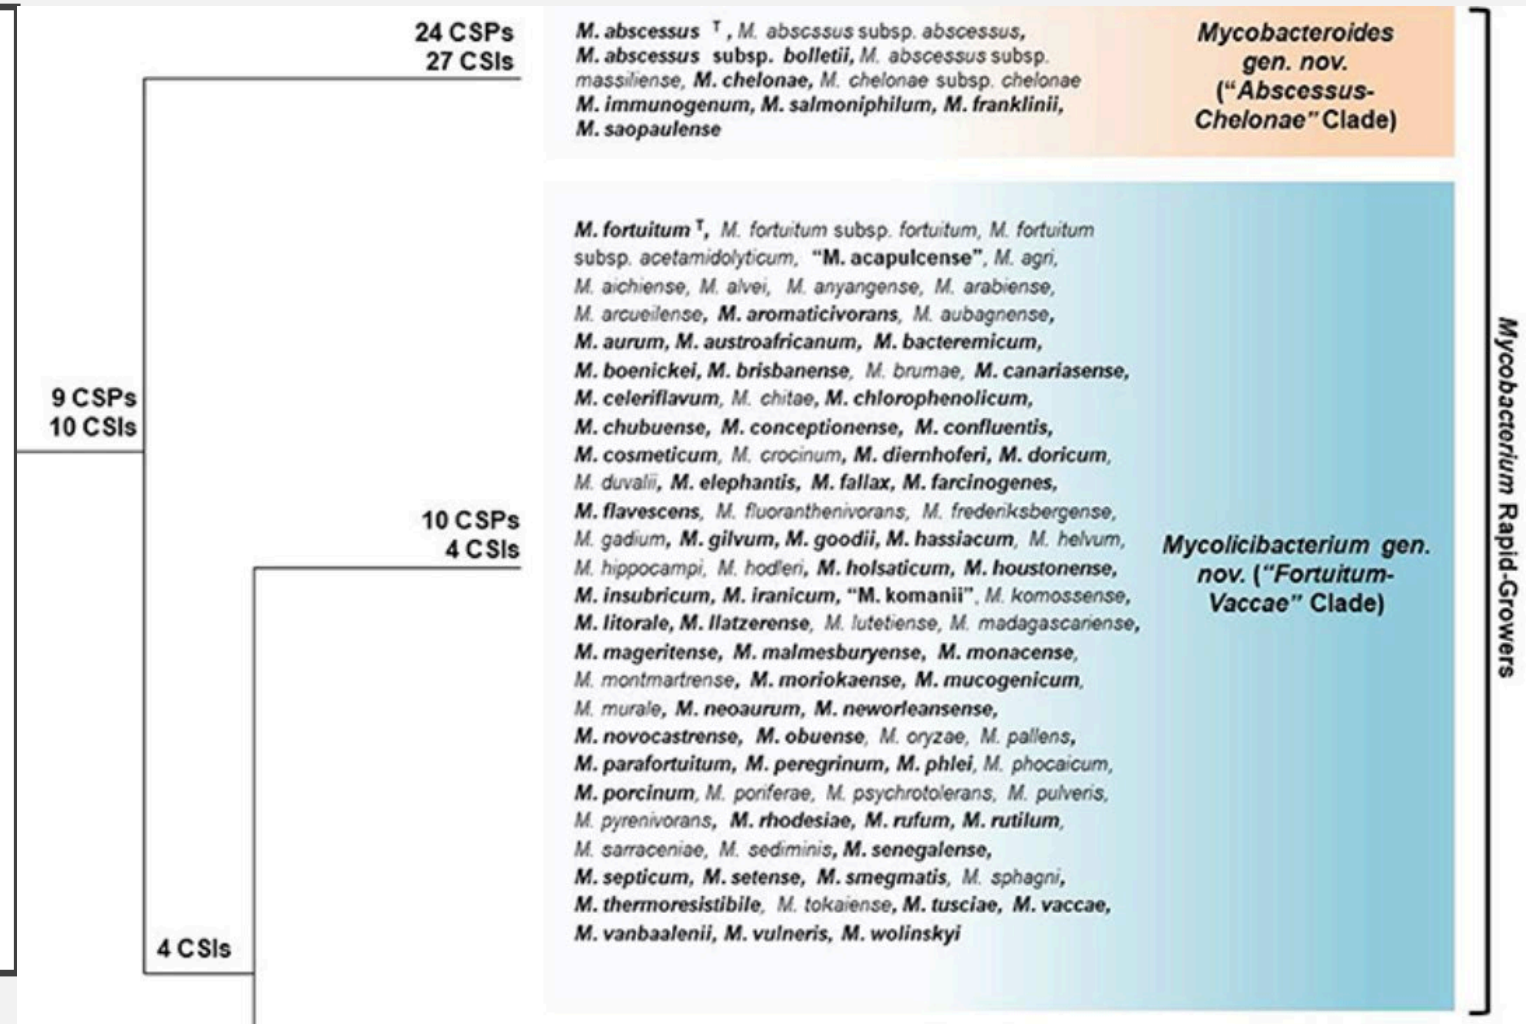 24 CSPs
27 CSIs
M. abscessus T , M. abscssus subsp. abscessus,
M. abscessus subsp. bolletii, M. abscessus subsp.
massiliense, M. chelonae, M. chelonae subsp. chelonae
M. immunogenum, M. salmoniphilum, M. franklinii,
M. saopaulense
Mycobacteroides
gen. nov.
("Abscessus-
Chelonae" Clade)
9 CSPs
10 CSIs
10 CSPs
4 CSIs
4 CSIs
M. fortuitum T, M. fortuitum subsp. fortuitum, M. fortuitum
subsp. acetamidolyticum, "M. acapulcense", M. agri,
M. aichiense, M. alvei, M. anyangense, M. arabiense,
M. arcueilense, M. aromaticivorans, M. aubagnense,
M. aurum, M. austroafricanum, M. bacteremicum,
M. boenickei, M. brisbanense, M. brumae, M. canariasense,
M. celeriflavum, M. chitae, M. chlorophenolicum,
M. chubuense, M. conceptionense, M. confluentis,
M. cosmeticum, M. crocinum, M. diernhoferi, M. doricum,
M. duvalii, M. elephantis, M. fallax, M. farcinogenes,
M. flavescens, M. fluoranthenivorans, M. frederiksbergense,
M. gadium, M. gilvum, M. goodii, M. hassiacum, M. helvum,
M. hippocampi, M. hodleri, M. holsaticum, M. houstonense,
M. insubricum, M. iranicum, "M. komanii", M. komossense,
M. litorale, M. llatzerense, M. lutetiense, M. madagascariense,
M. mageritense, M. malmesburyense, M. monacense,
M. montmartrense, M. moriokaense, M. mucogenicum,
M. murale, M. neoaurum, M. neworleansense,
M. novocastrense, M. obuense, M. oryzae, M. pallens,
M. parafortuitum, M. peregrinum, M. phlei, M. phocaicum,
M. porcinum, M. poriferae, M. psychrotolerans, M. pulveris,
M. pyrenivorans, M. rhodesiae, M. rufum, M. rutilum,
M. sarraceniae, M. sediminis, M. senegalense,
M. septicum, M. setense, M. smegmatis, M. sphagni,
M. thermoresistibile, M. tokaiense, M. tusciae, M. vaccae,
M. vanbaalenii, M. vulneris, M. wolinskyi
Mycolicibacterium gen.
nov. ("Fortuitum-
Vaccae" Clade)
Mycobacterium Rapid-Growers